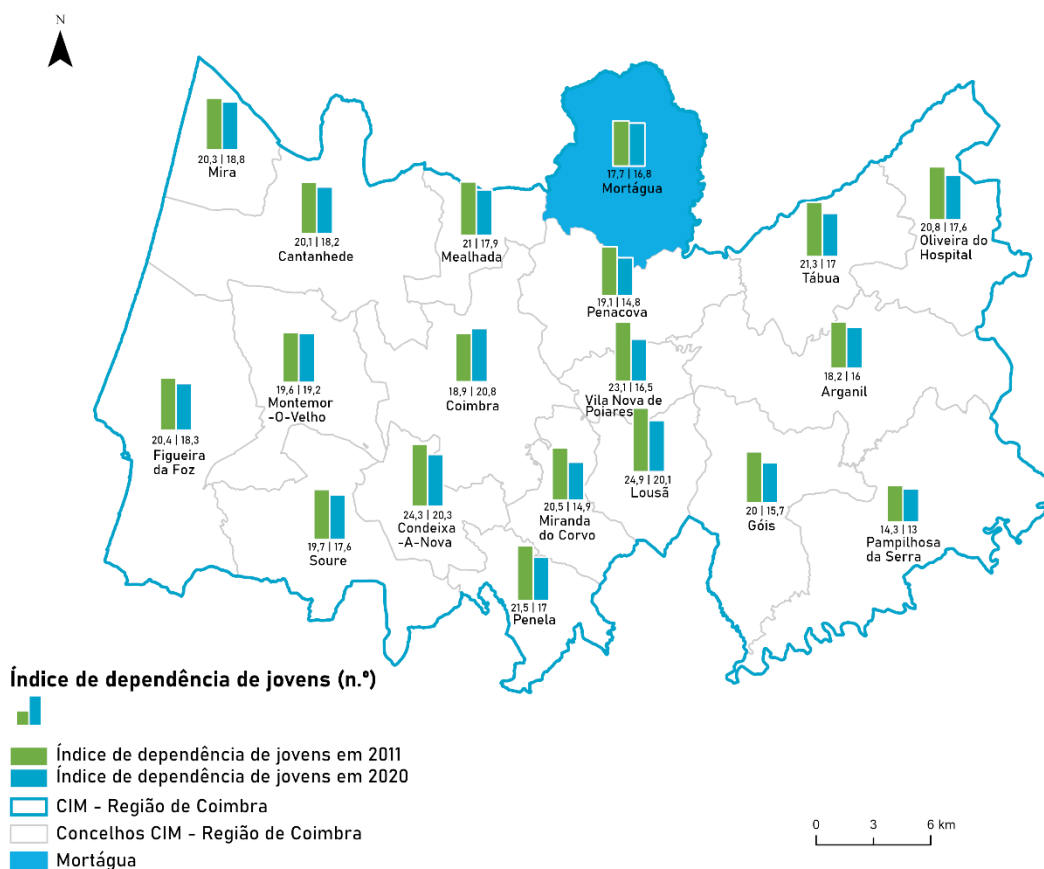 N
17,7 | 16,8
Mortágua
20,3 | 18,8
Mira
20,8 | 17,6
Oliveira do
Hospital
20,1 | 18,2
Cantanhede
21 | 17,9
Mealhada
21,3 | 17
Tábua
19,1 | 14,8
Penacova
18,2 | 16
Arganil
19,6 | 19,2
Montemor
-O-Velho
18,9 | 20,8
Coimbra
23,1 | 16,5
Vila Nova de
Poiares
20,4 | 18,3
Figueira
da Foz
24,9 | 20,1
Lousã
24,3 | 20,3
Condeixa
-A-Nova
20,5 | 14,9
Miranda
do Corvo
20 | 15,7
Góis
14,3 | 13
Pampilhosa
da Serra
19,7 | 17,6
Soure
21,5 | 17
Penela
Índice de dependência de jovens (n.º)
Índice de dependência de jovens em 2011
Índice de dependência de jovens em 2020
CIM - Região de Coimbra
Concelhos CIM - Região de Coimbra
Mortágua
0 3 6 km